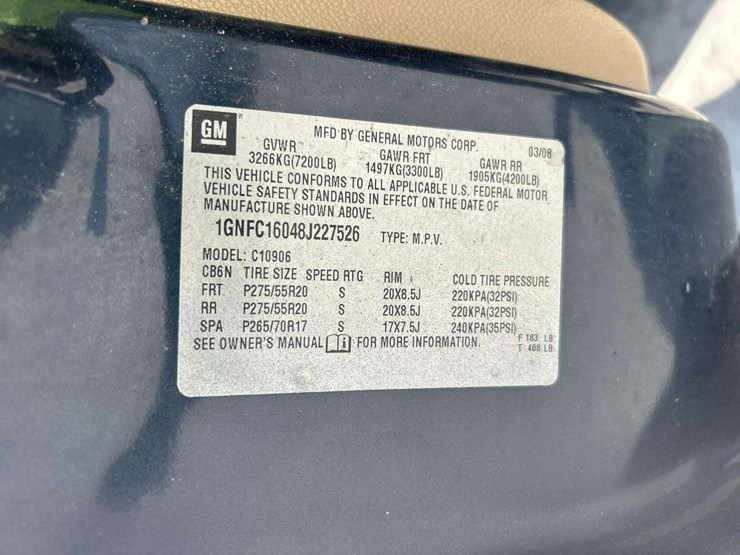 GM
MFD BY GENERAL MOTORS CORP. 03/08
GVWR GAWR FRT GAWR RR
3266KG(7200LB) 1497KG(3300LB) 1905KG(4200LB)
THIS VEHICLE CONFORMS TO ALL APPLICABLE U.S. FEDERAL MOTOR
VEHICLE SAFETY STANDARDS IN EFFECT ON THE DATE OF
MANUFACTURE SHOWN ABOVE.
1GNFC16048J227526 TYPE: M.P.V.
MODEL: C10906
CB6N TIRE SIZE SPEED RTG RIM COLD TIRE PRESSURE
FRT P275/55R20 S 20X8.5J 220KPA(32PSI)
RR P275/55R20 S 20X8.5J 220KPA(32PSI)
SPA P265/70R17 S 17X7.5J 240KPA(35PSI)
SEE OWNER'S MANUAL i FOR MORE INFORMATION.
F 183 LB
T 408 LB